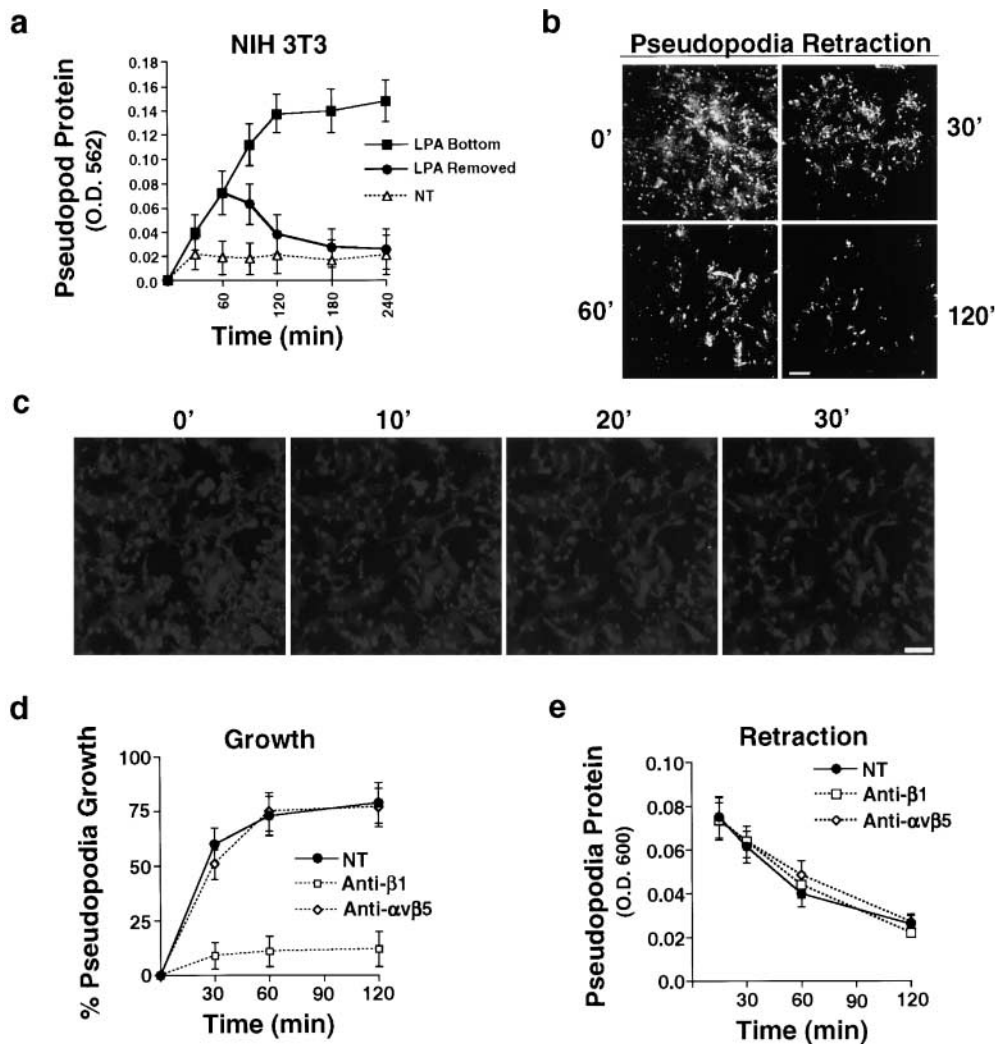 a
NIH 3T3
Pseudopod Protein
(O.D. 562)
0.16
0.14
0.12
0.10
0.08
0.06
0.04
0.02
0.0
60
120
180
240
Time (min)
LPA Bottom
LPA Removed
NT
b
Pseudopodia Retraction
0'
30'
60'
120'
c
0'
10'
20'
30'
d
Growth
% Pseudopodia Growth
100
75
50
25
0
30
60
90
120
Time (min)
NT
Anti-β1
Anti-αvβ5
e
Retraction
Pseudopodia Protein
(O.D. 600)
0.10
0.08
0.06
0.04
0.02
0.0
30
60
90
120
Time (min)
NT
Anti-β1
Anti-αvβ5